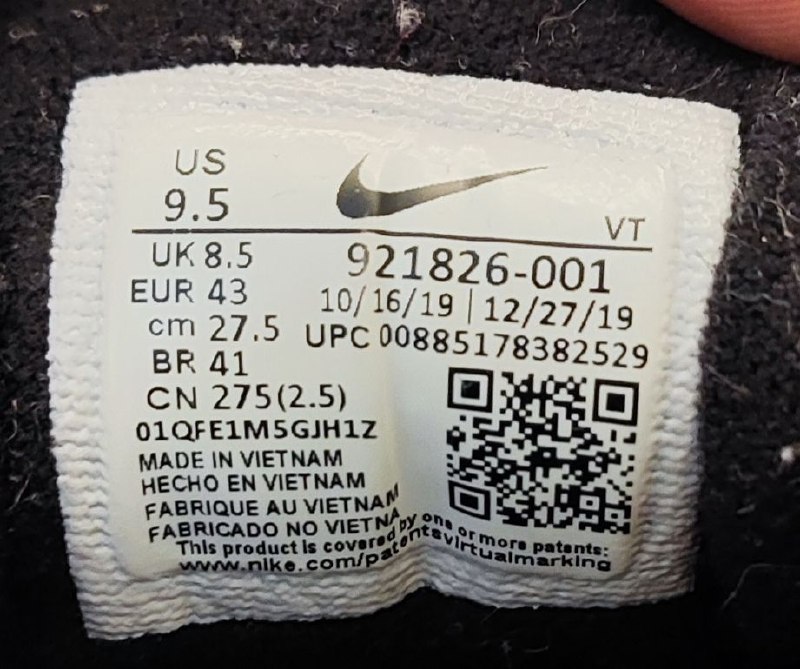 US
9.5
VT
UK 8.5
EUR 43
cm 27.5
BR 41
CN 275(2.5)
921826-001
10/16/19 | 12/27/19
UPC 00885178382529
01QFE1M5GJH1Z
MADE IN VIETNAM
HECHO EN VIETNAM
FABRIQUE AU VIETNAM
FABRICADO NO VIETNA
This product is covered by one or more patents:
www.nike.com/patentsvirtualmarking